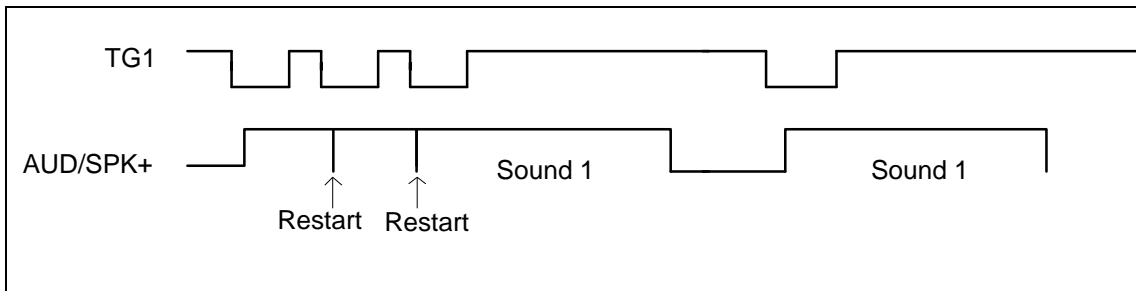 TG1
AUD/SPK+
Sound 1
Sound 1
Restart
Restart